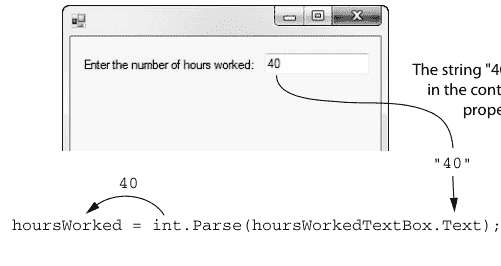 Enter the number of hours worked: 40
The string "4
in the cont
prope
"40"
40
hoursWorked = int.Parse(hoursWorkedTextBox.Text);